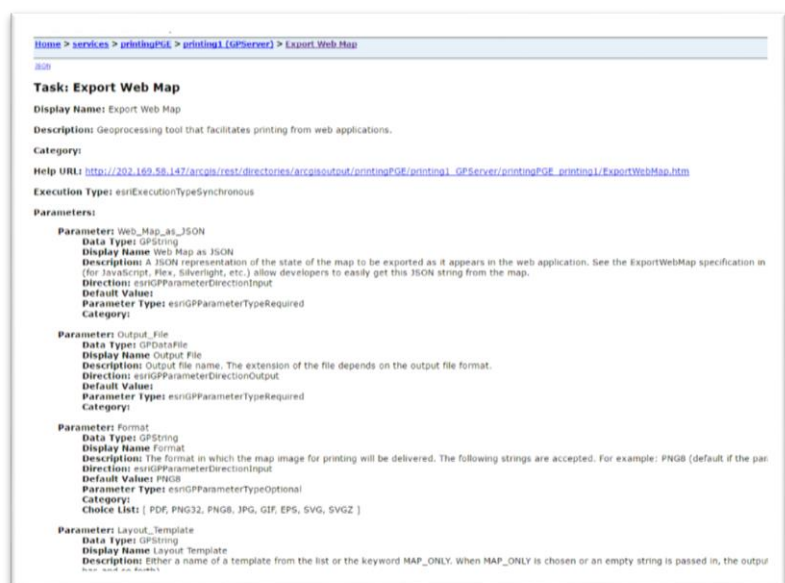 Home > services > printingPGE > printing1 (GPServer) > Export Web Map
JSON
Task: Export Web Map
Display Name: Export Web Map
Description: Geoprocessing tool that facilitates printing from web applications.
Category:
Help URL: http://202.169.58.147/arcgis/rest/directories/arcgisoutput/printingPGE/printing1_GPServer/printingPGE_printing1/ExportWebMap.htm
Execution Type: esriExecutionTypeSynchronous
Parameters:
Parameter: Web_Map_as_JSON
Data Type: GPString
Display Name Web Map as JSON
Description: A JSON representation of the state of the map to be exported as it appears in the web application. See the ExportWebMap specification in
(for JavaScript, Flex, Silverlight, etc.) allow developers to easily get this JSON string from the map.
Direction: esriGPParameterDirectionInput
Default Value:
Parameter Type: esriGPParameterTypeRequired
Category:
Parameter: Output_File
Data Type: GPDataFile
Display Name Output File
Description: Output file name. The extension of the file depends on the output file format.
Direction: esriGPParameterDirectionOutput
Default Value:
Parameter Type: esriGPParameterTypeRequired
Category:
Parameter: Format
Data Type: GPString
Display Name Format
Description: The format in which the map image for printing will be delivered. The following strings are accepted. For example: PNG8 (default if the par
Direction: esriGPParameterDirectionInput
Default Value: PNG8
Parameter Type: esriGPParameterTypeOptional
Category:
Choice List: [ PDF, PNG32, PNG8, JPG, GIF, EPS, SVG, SVGZ ]
Parameter: Layout_Template
Data Type: GPString
Display Name Layout Template
Description: Either a name of a template from the list or the keyword MAP_ONLY. When MAP_ONLY is chosen or an empty string is passed in, the output